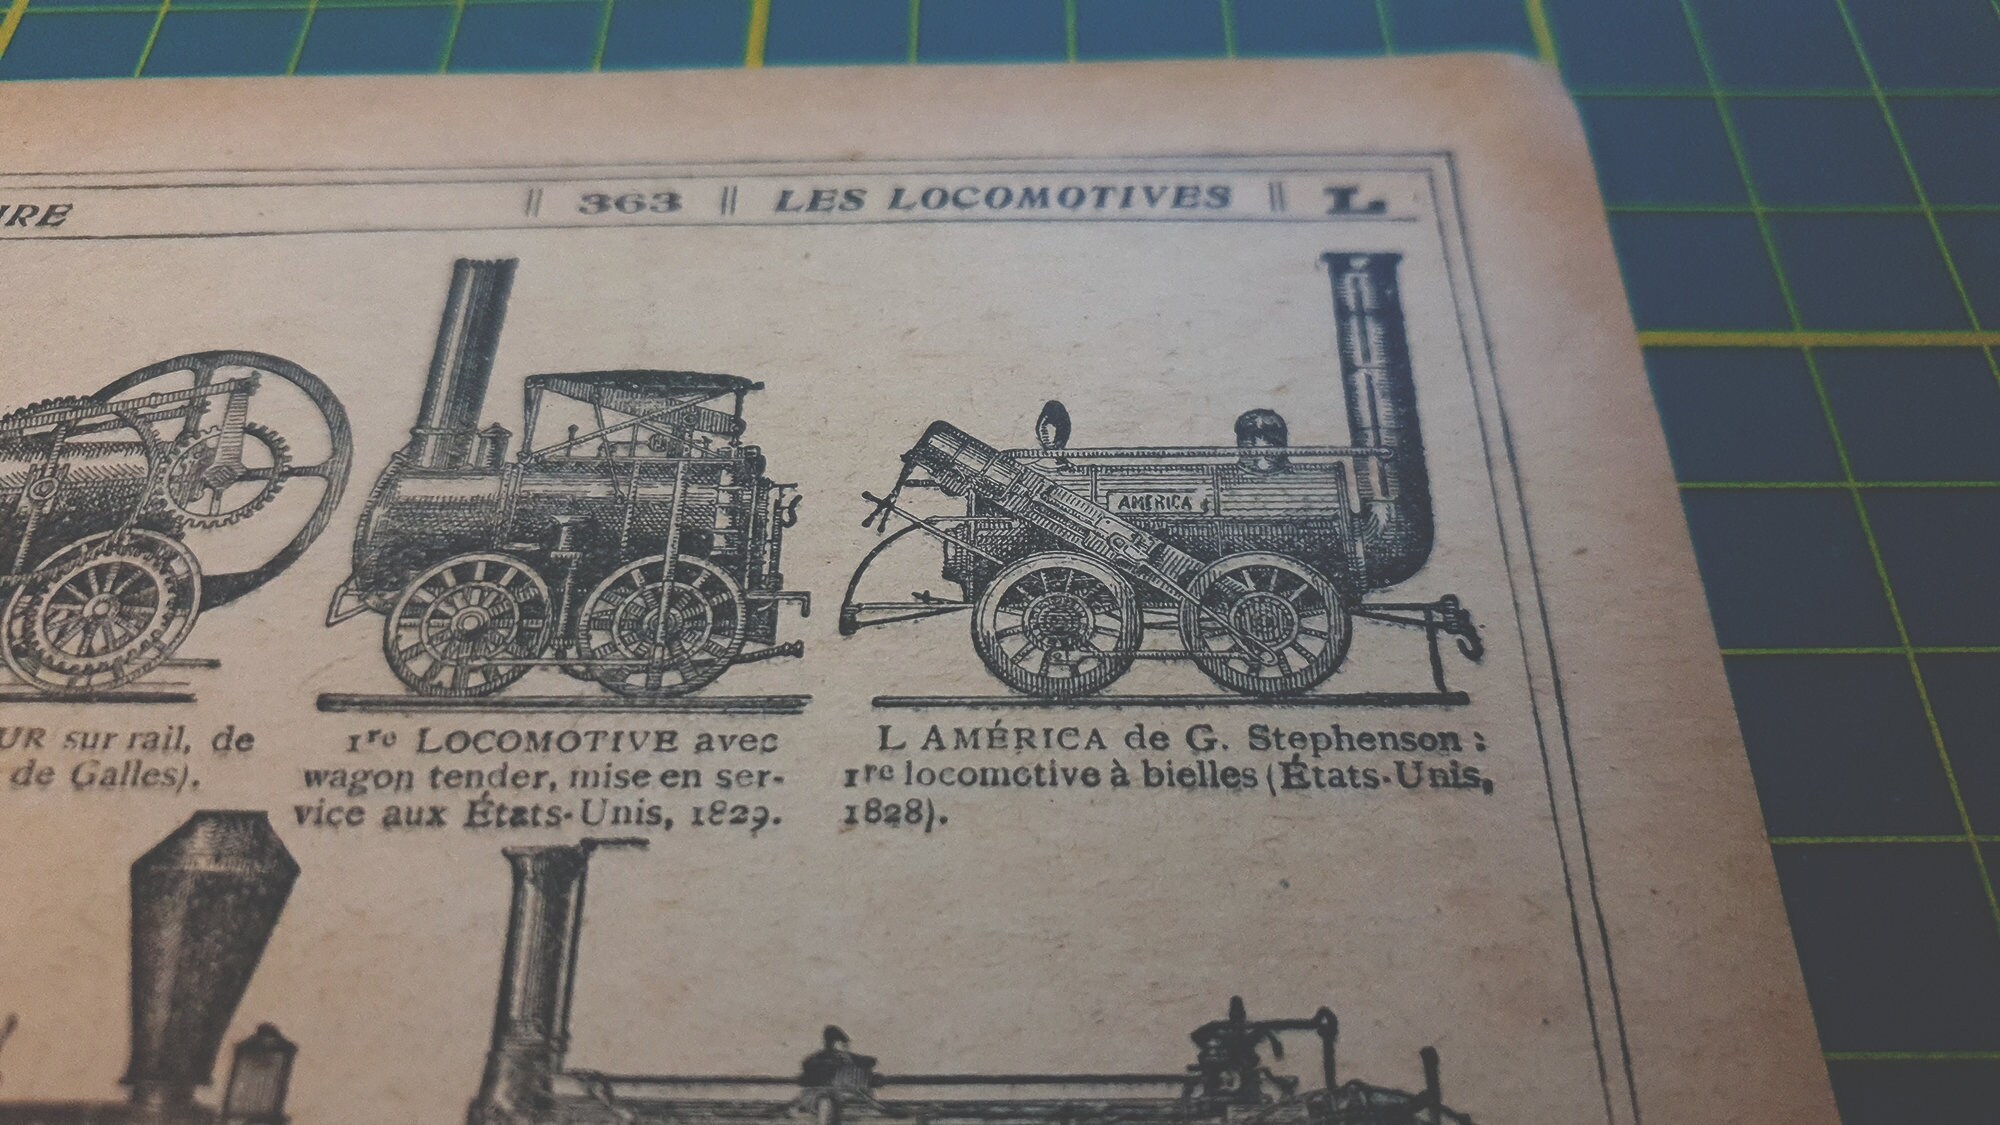 IRE || 363 || LES LOCOMOTIVES || L
AMERICA
UR sur rail, de
de Galles).
1re LOCOMOTIVE avec
wagon tender, mise en ser-
vice aux États-Unis, 1829.
L AMÉRICA de G. Stephenson :
1re locomotive à bielles (États-Unis,
1828).